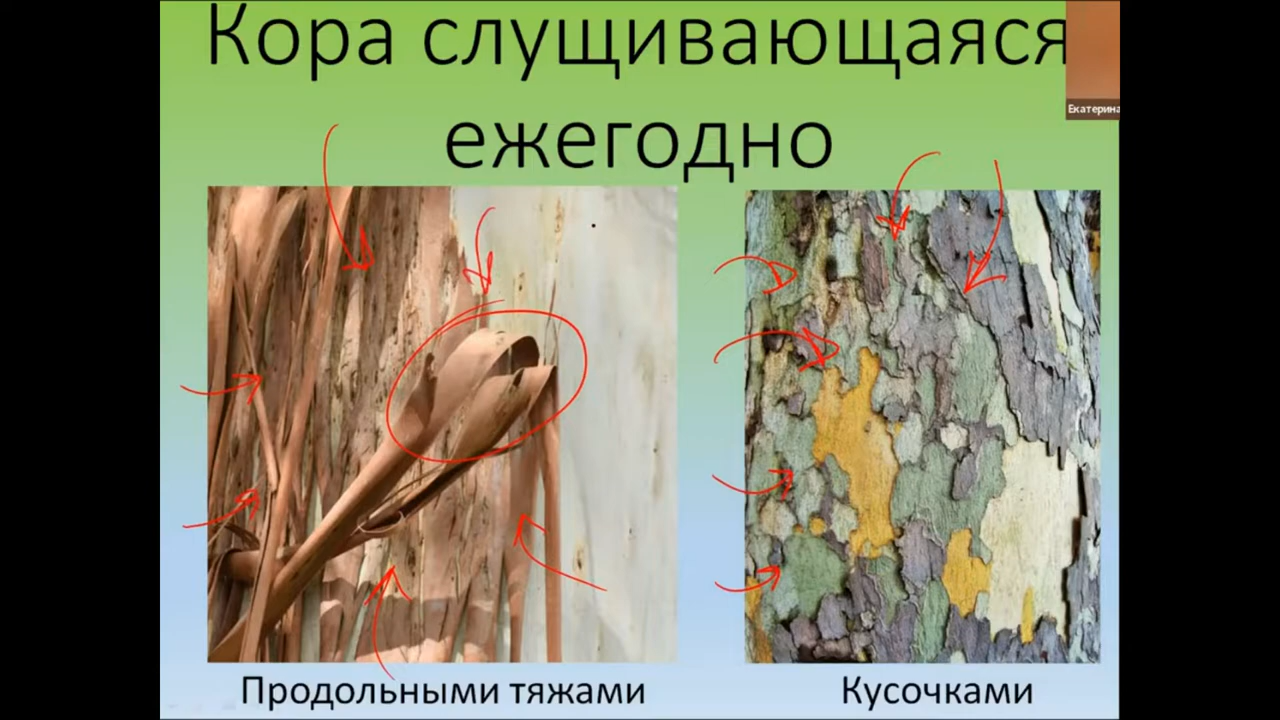 Кора слущивающаяся
ежегодно
Екатерина
Продольными тяжами
Кусочками